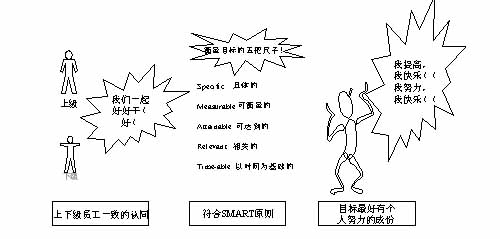 上级
我们一起
好好干（
好（
衡量目标的五把尺子！
Specific 具体的
Measurable 可衡量的
Attainable 可达到的
Relevant 相关的
Time-able 以时间为基础的
我提高，
我快乐（（
我努力，
我快乐（（
上下级员工一致的认同
符合SMART原则
目标最好有个
人努力的成份